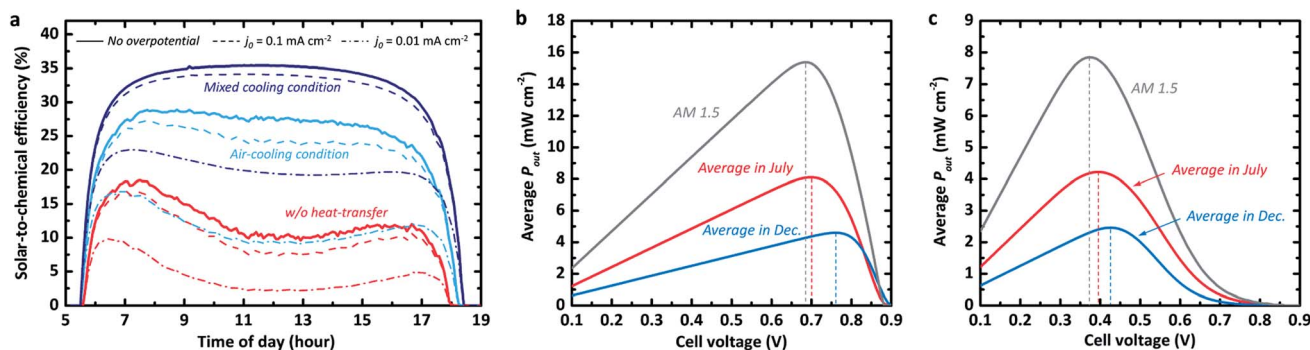 a
No overpotential
j₀ = 0.1 mA cm⁻²
j₀ = 0.01 mA cm⁻²
40
35
30
25
20
15
10
5
0
Solar-to-chemical efficiency (%)
Mixed cooling condition
Air-cooling condition
w/o heat-transfer
5
7
9
11
13
15
17
19
Time of day (hour)
b
18
16
14
12
10
8
6
4
2
0
Average Pout (mW cm⁻²)
AM 1.5
Average in July
Average in Dec.
0.1
0.2
0.3
0.4
0.5
0.6
0.7
0.8
0.9
Cell voltage (V)
c
9
8
7
6
5
4
3
2
1
0
Average Pout (mW cm⁻²)
AM 1.5
Average in July
Average in Dec.
0.1
0.2
0.3
0.4
0.5
0.6
0.7
0.8
0.9
Cell voltage (V)